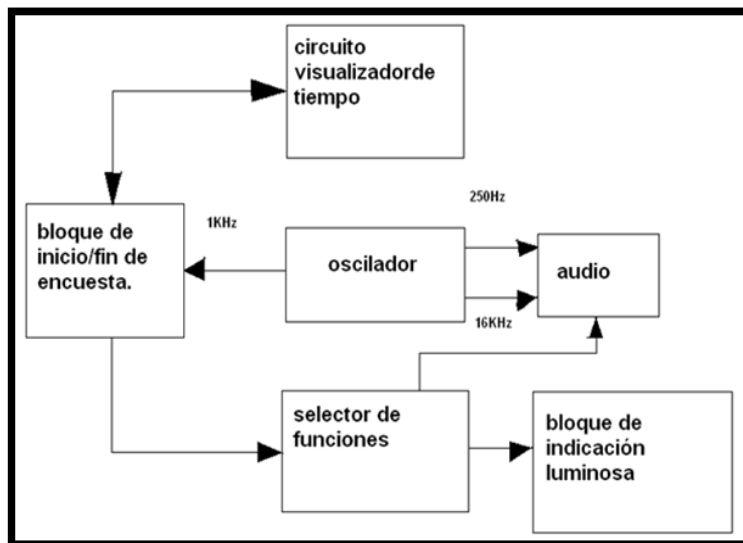 circuito
visualizadorde
tiempo
250Hz
1KHz
bloque de
inicio/fin de
encuesta.
oscilador
audio
16KHz
selector de
funciones
bloque de
indicación
luminosa